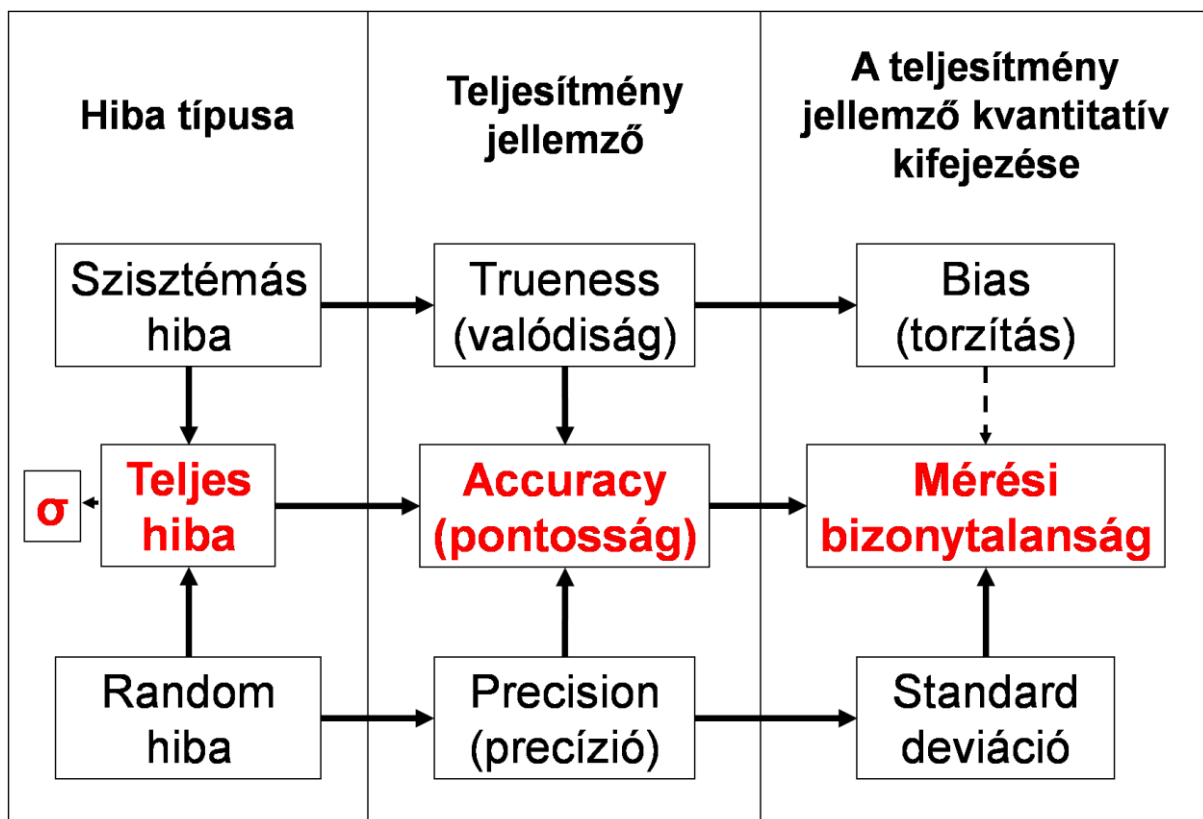 Hiba típusa
Teljesítmény
jellemző
A teljesítmény
jellemző kvantitatív
kifejezése
Szisztémás
hiba
Trueness
(valódiság)
Bias
(torzítás)
σ
Teljes
hiba
Accuracy
(pontosság)
Mérési
bizonytalanság
Random
hiba
Precision
(precízió)
Standard
deviáció